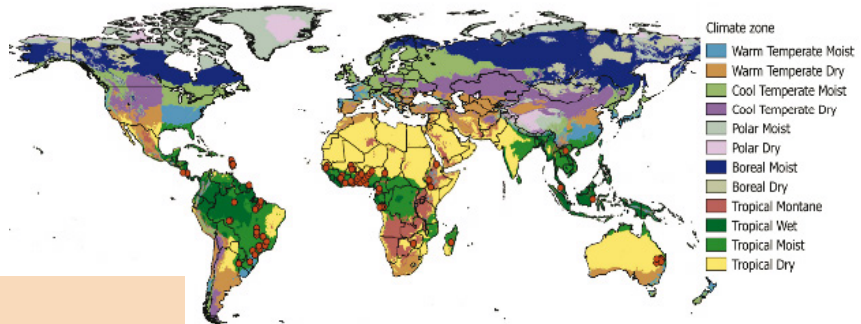 Climate zone
Warm Temperate Moist
Warm Temperate Dry
Cool Temperate Moist
Cool Temperate Dry
Polar Moist
Polar Dry
Boreal Moist
Boreal Dry
Tropical Montane
Tropical Wet
Tropical Moist
Tropical Dry